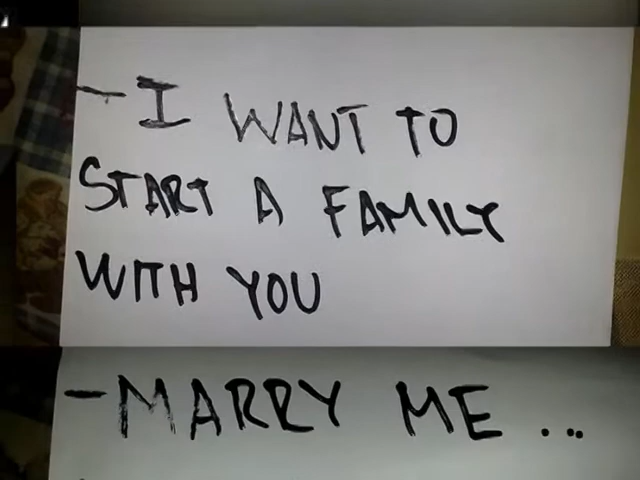 - I WANT TO
START A FAMILY
WITH YOU
- MARRY ME...